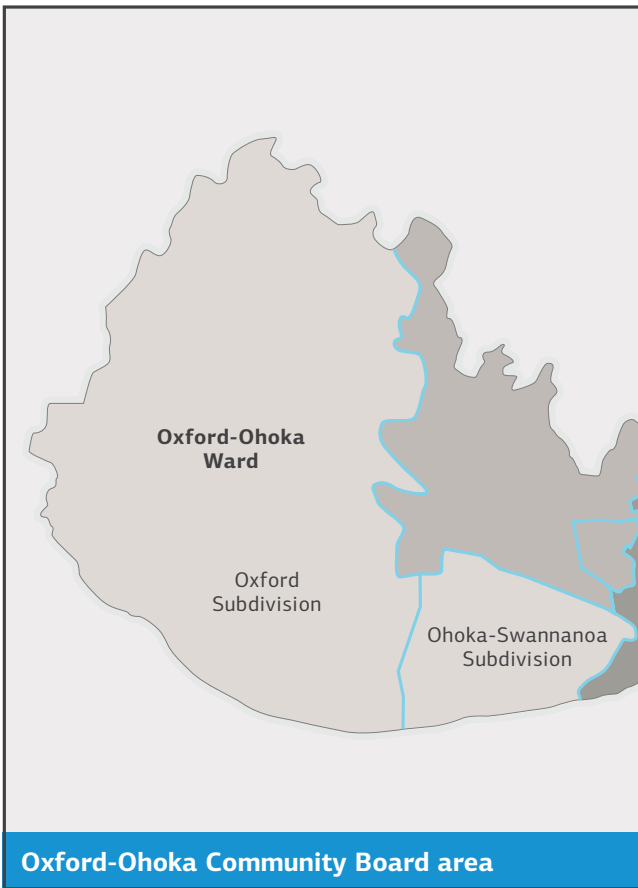 Oxford-Ohoka
Ward
Oxford
Subdivision
Ohoka-Swannanoa
Subdivision
Oxford-Ohoka Community Board area